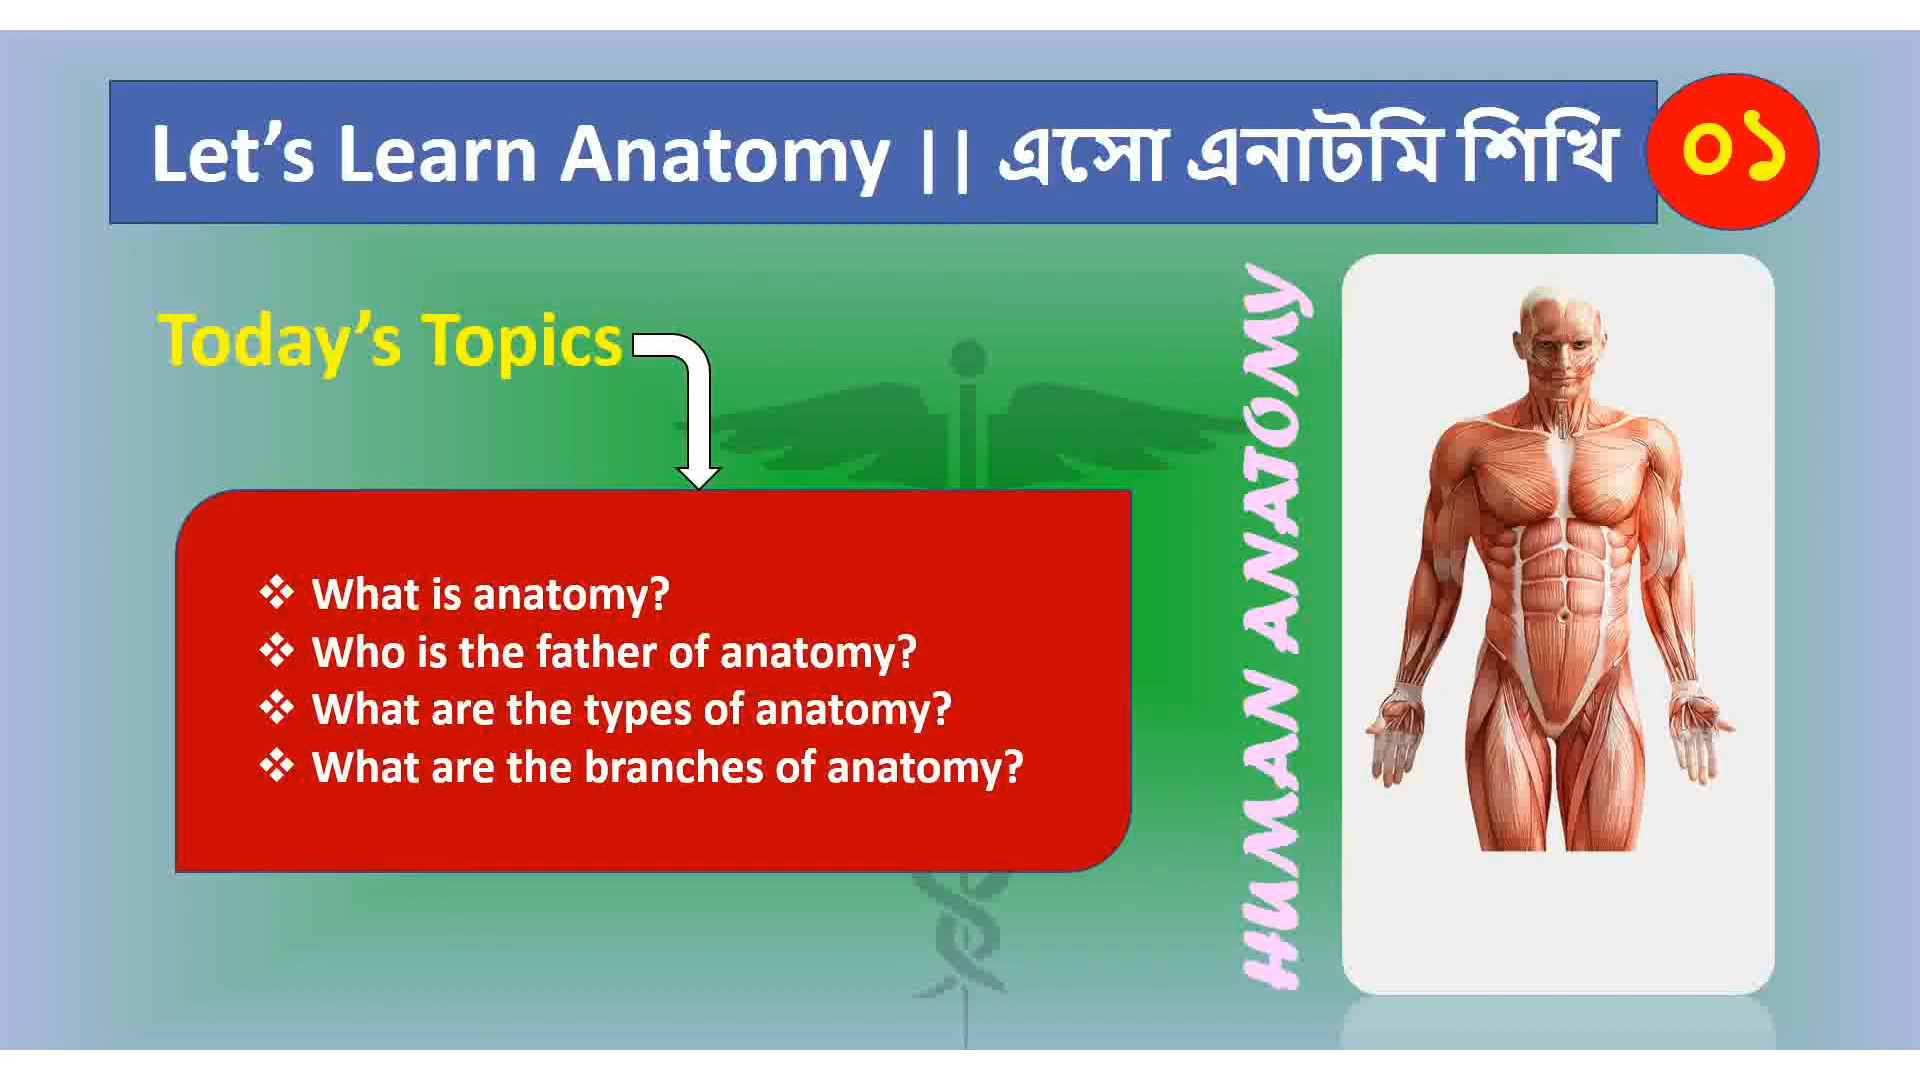 Let's Learn Anatomy || এসো এনাটমি শিখি
০১
Today's Topics
❖ What is anatomy?
❖ Who is the father of anatomy?
❖ What are the types of anatomy?
❖ What are the branches of anatomy?
HUMAN ANATOMY